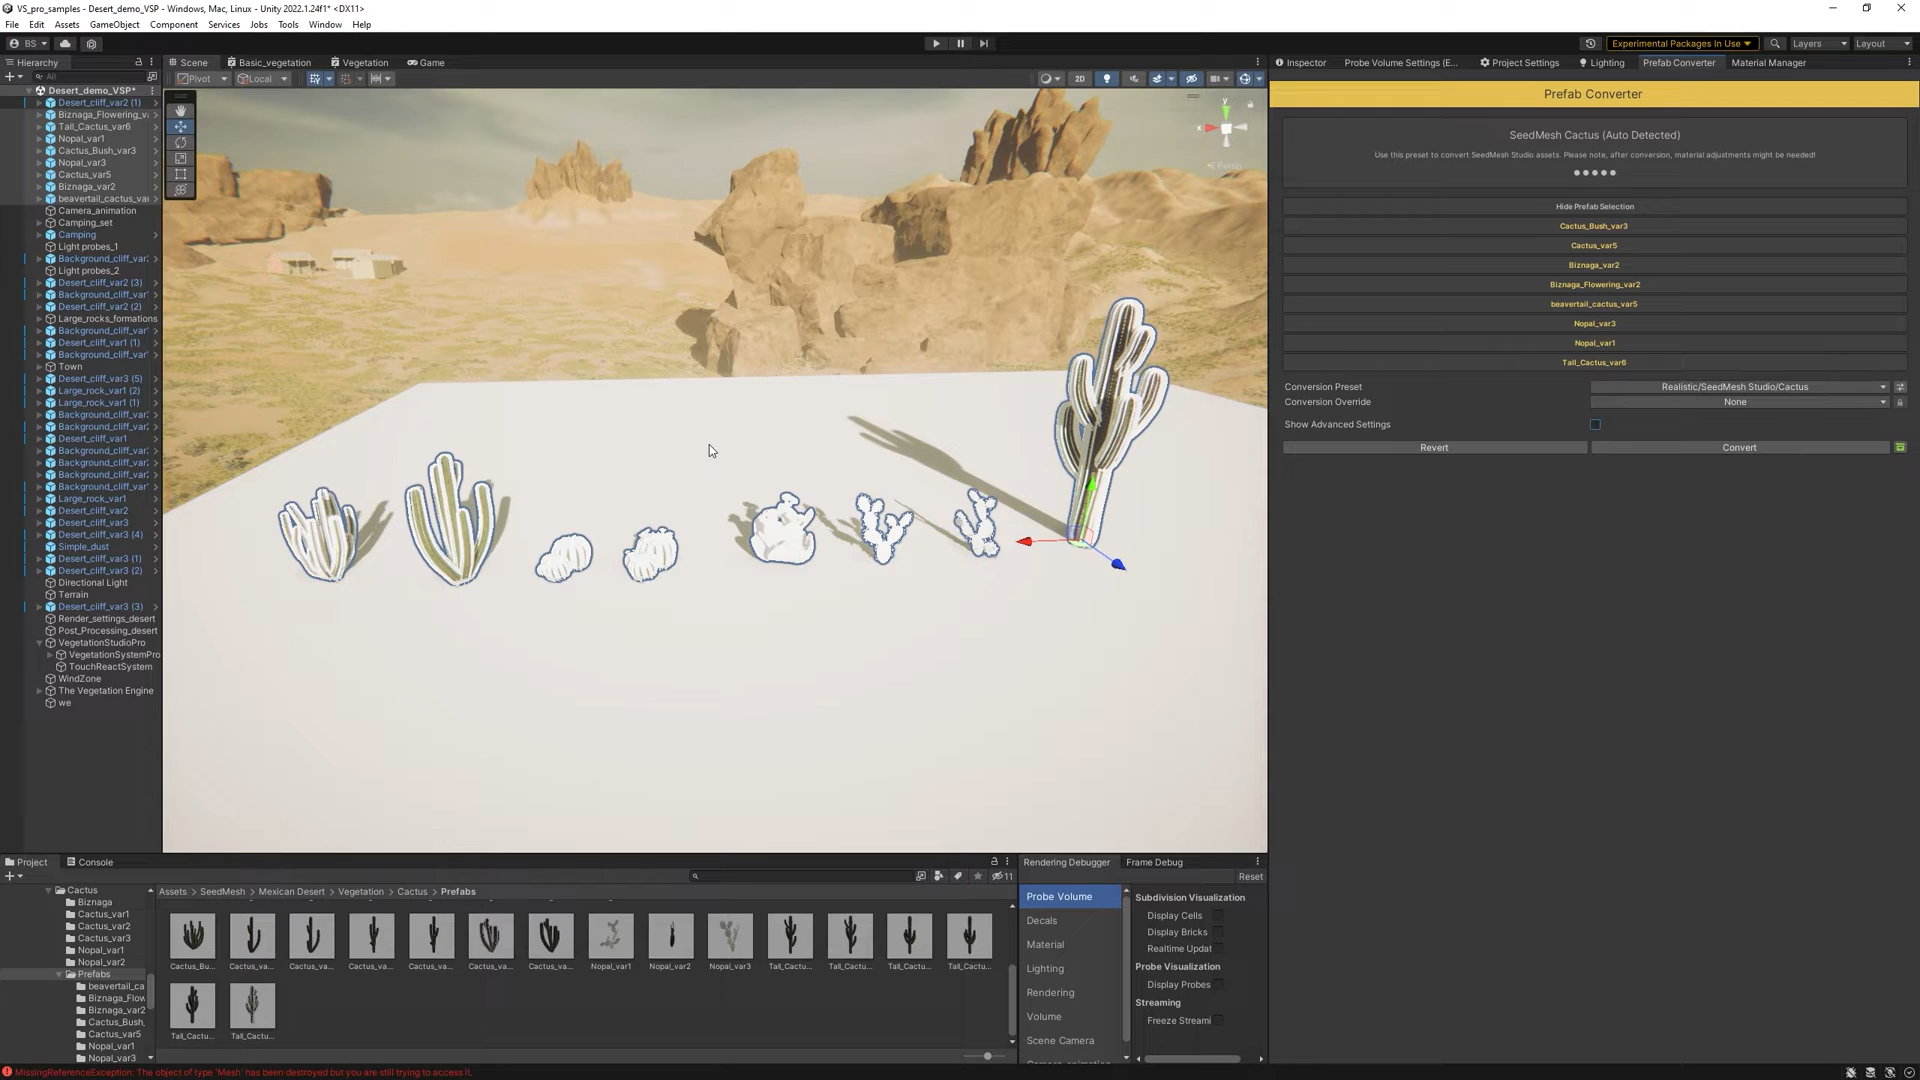 VS_pro_samples - Desert_demo_VSP - Windows, Mac, Linux - Unity 2022.1.24f1* <DX11>
File Edit Assets GameObject Component Services Jobs Tools Window Help
BS
Experimental Packages In Use
Layers
Layout
Hierarchy
All
Desert_demo_VSP*
Desert_cliff_var2 (1)
Biznaga_Flowering_va
Tall_Cactus_var6
Nopal_var1
Cactus_Bush_var3
Nopal_var3
Cactus_var5
Biznaga_var2
beavertail_cactus_va
Camera_animation
Camping_set
Camping
Light probes_1
Background_cliff_var
Light probes_2
Desert_cliff_var2 (3)
Background_cliff_var
Desert_cliff_var2 (2)
Large_rocks_formations
Background_cliff_var
Desert_cliff_var1 (1)
Background_cliff_var
Town
Desert_cliff_var3 (5)
Large_rock_var1 (2)
Large_rock_var1 (1)
Background_cliff_var
Background_cliff_var
Desert_cliff_var1
Background_cliff_var
Background_cliff_var
Background_cliff_var
Background_cliff_var
Large_rock_var1
Desert_cliff_var2
Desert_cliff_var3
Desert_cliff_var3 (4)
Simple_dust
Desert_cliff_var3 (1)
Desert_cliff_var3 (2)
Directional Light
Terrain
Desert_cliff_var3 (3)
Render_settings_desert
Post_Processing_desert
VegetationStudioPro
VegetationSystemPro
TouchReactSystem
WindZone
The Vegetation Engine
we
Scene Basic_vegetation Vegetation Game
Pivot Local
2D
y
x
Persp
Inspector Probe Volume Settings (E... Project Settings Lighting Prefab Converter Material Manager
Prefab Converter
SeedMesh Cactus (Auto Detected)
Use this preset to convert SeedMesh Studio assets. Please note, after conversion, material adjustments might be needed!
Hide Prefab Selection
Cactus_Bush_var3
Cactus_var5
Biznaga_var2
Biznaga_Flowering_var2
beavertail_cactus_var5
Nopal_var3
Nopal_var1
Tall_Cactus_var6
Conversion Preset Realistic/SeedMesh Studio/Cactus
Conversion Override None
Show Advanced Settings
Revert Convert
Project Console
Cactus
Biznaga
Cactus_var1
Cactus_var2
Cactus_var3
Nopal_var1
Nopal_var2
Prefabs
beavertail_ca
Biznaga_Flow
Biznaga_var2
Cactus_Bush_
Cactus_var5
Nopal_var1
Nopal_var3
Assets > SeedMesh > Mexican Desert > Vegetation > Cactus > Prefabs
11
Cactus_Bu... Cactus_va... Cactus_va... Cactus_va... Cactus_va... Cactus_va... Cactus_va... Nopal_var1 Nopal_var2 Nopal_var3 Tall_Cactu... Tall_Cactu... Tall_Cactu... Tall_Cactu...
Tall_Cactu... Tall_Cactu...
Rendering Debugger Frame Debug
Reset
Probe Volume
Decals
Material
Lighting
Rendering
Volume
Scene Camera
Subdivision Visualization
Display Cells
Display Bricks
Realtime Updat
Probe Visualization
Display Probes
Streaming
Freeze Streami
MissingReferenceException: The object of type 'Mesh' has been destroyed but you are still trying to access it.